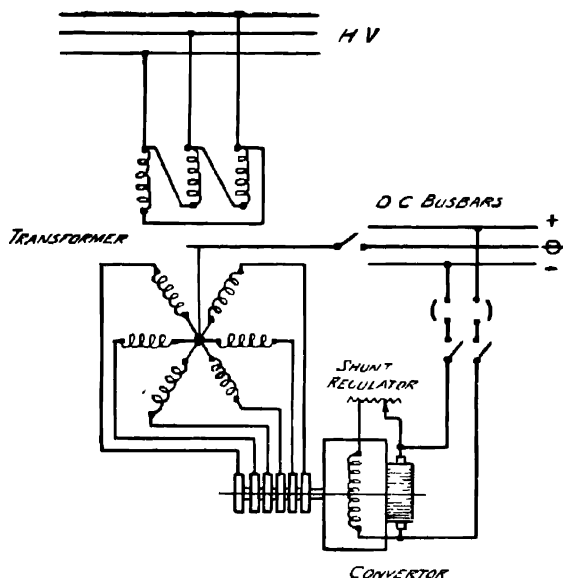 H V
D C BUSBARS
+
TRANSFORMER
-
SHUNT
REGULATOR
CONVERTOR